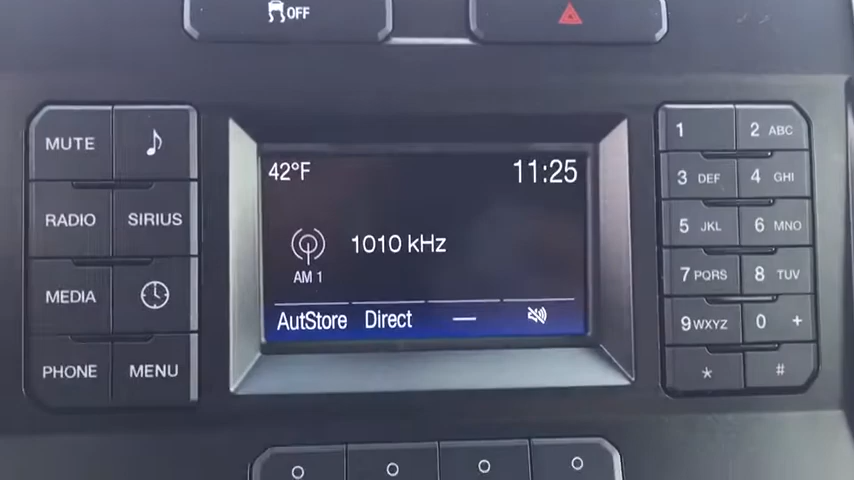 OFF
MUTE
RADIO SIRIUS
MEDIA
PHONE MENU
42°F 11:25
1010 kHz
AM 1
AutStore Direct —
1 2 ABC
3 DEF 4 GHI
5 JKL 6 MNO
7 PQRS 8 TUV
9 WXYZ 0 +
* #